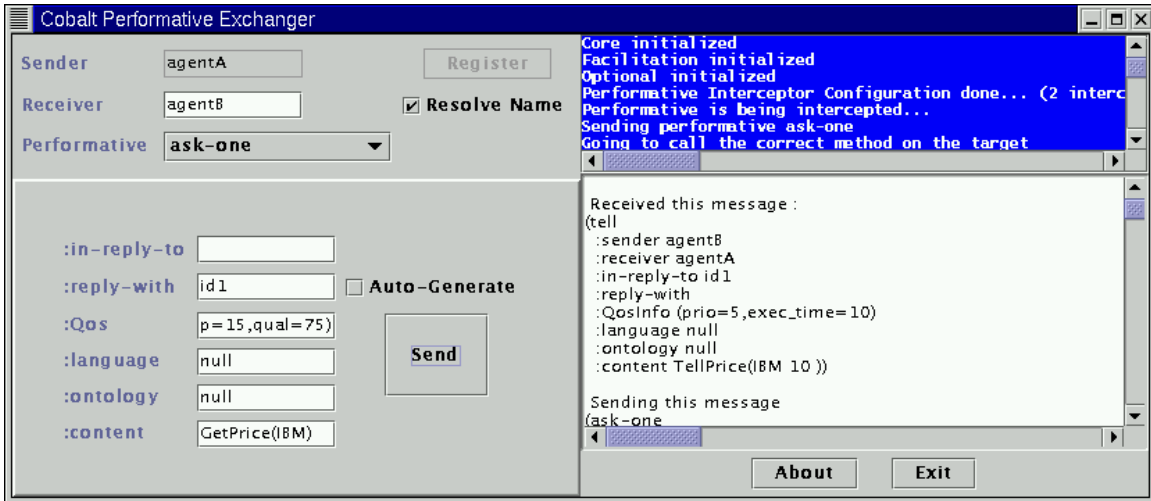 Cobalt Performative Exchanger
Sender agentA Register
Receiver agentB Resolve Name
Performative ask-one
:in-reply-to
:reply-with id1 Auto-Generate
:Qos p=15,qual=75)
:language null
:ontology null
:content GetPrice(IBM)
Send
Core initialized
Facilitation initialized
Optional initialized
Performative Interceptor Configuration done... (2 interc
Performative is being intercepted...
Sending performative ask-one
Going to call the correct method on the target
Received this message :
(tell
:sender agentB
:receiver agentA
:in-reply-to id1
:reply-with
:QosInfo (prio=5,exec_time=10)
:language null
:ontology null
:content TellPrice(IBM 10 ))
Sending this message
(ask-one
About Exit